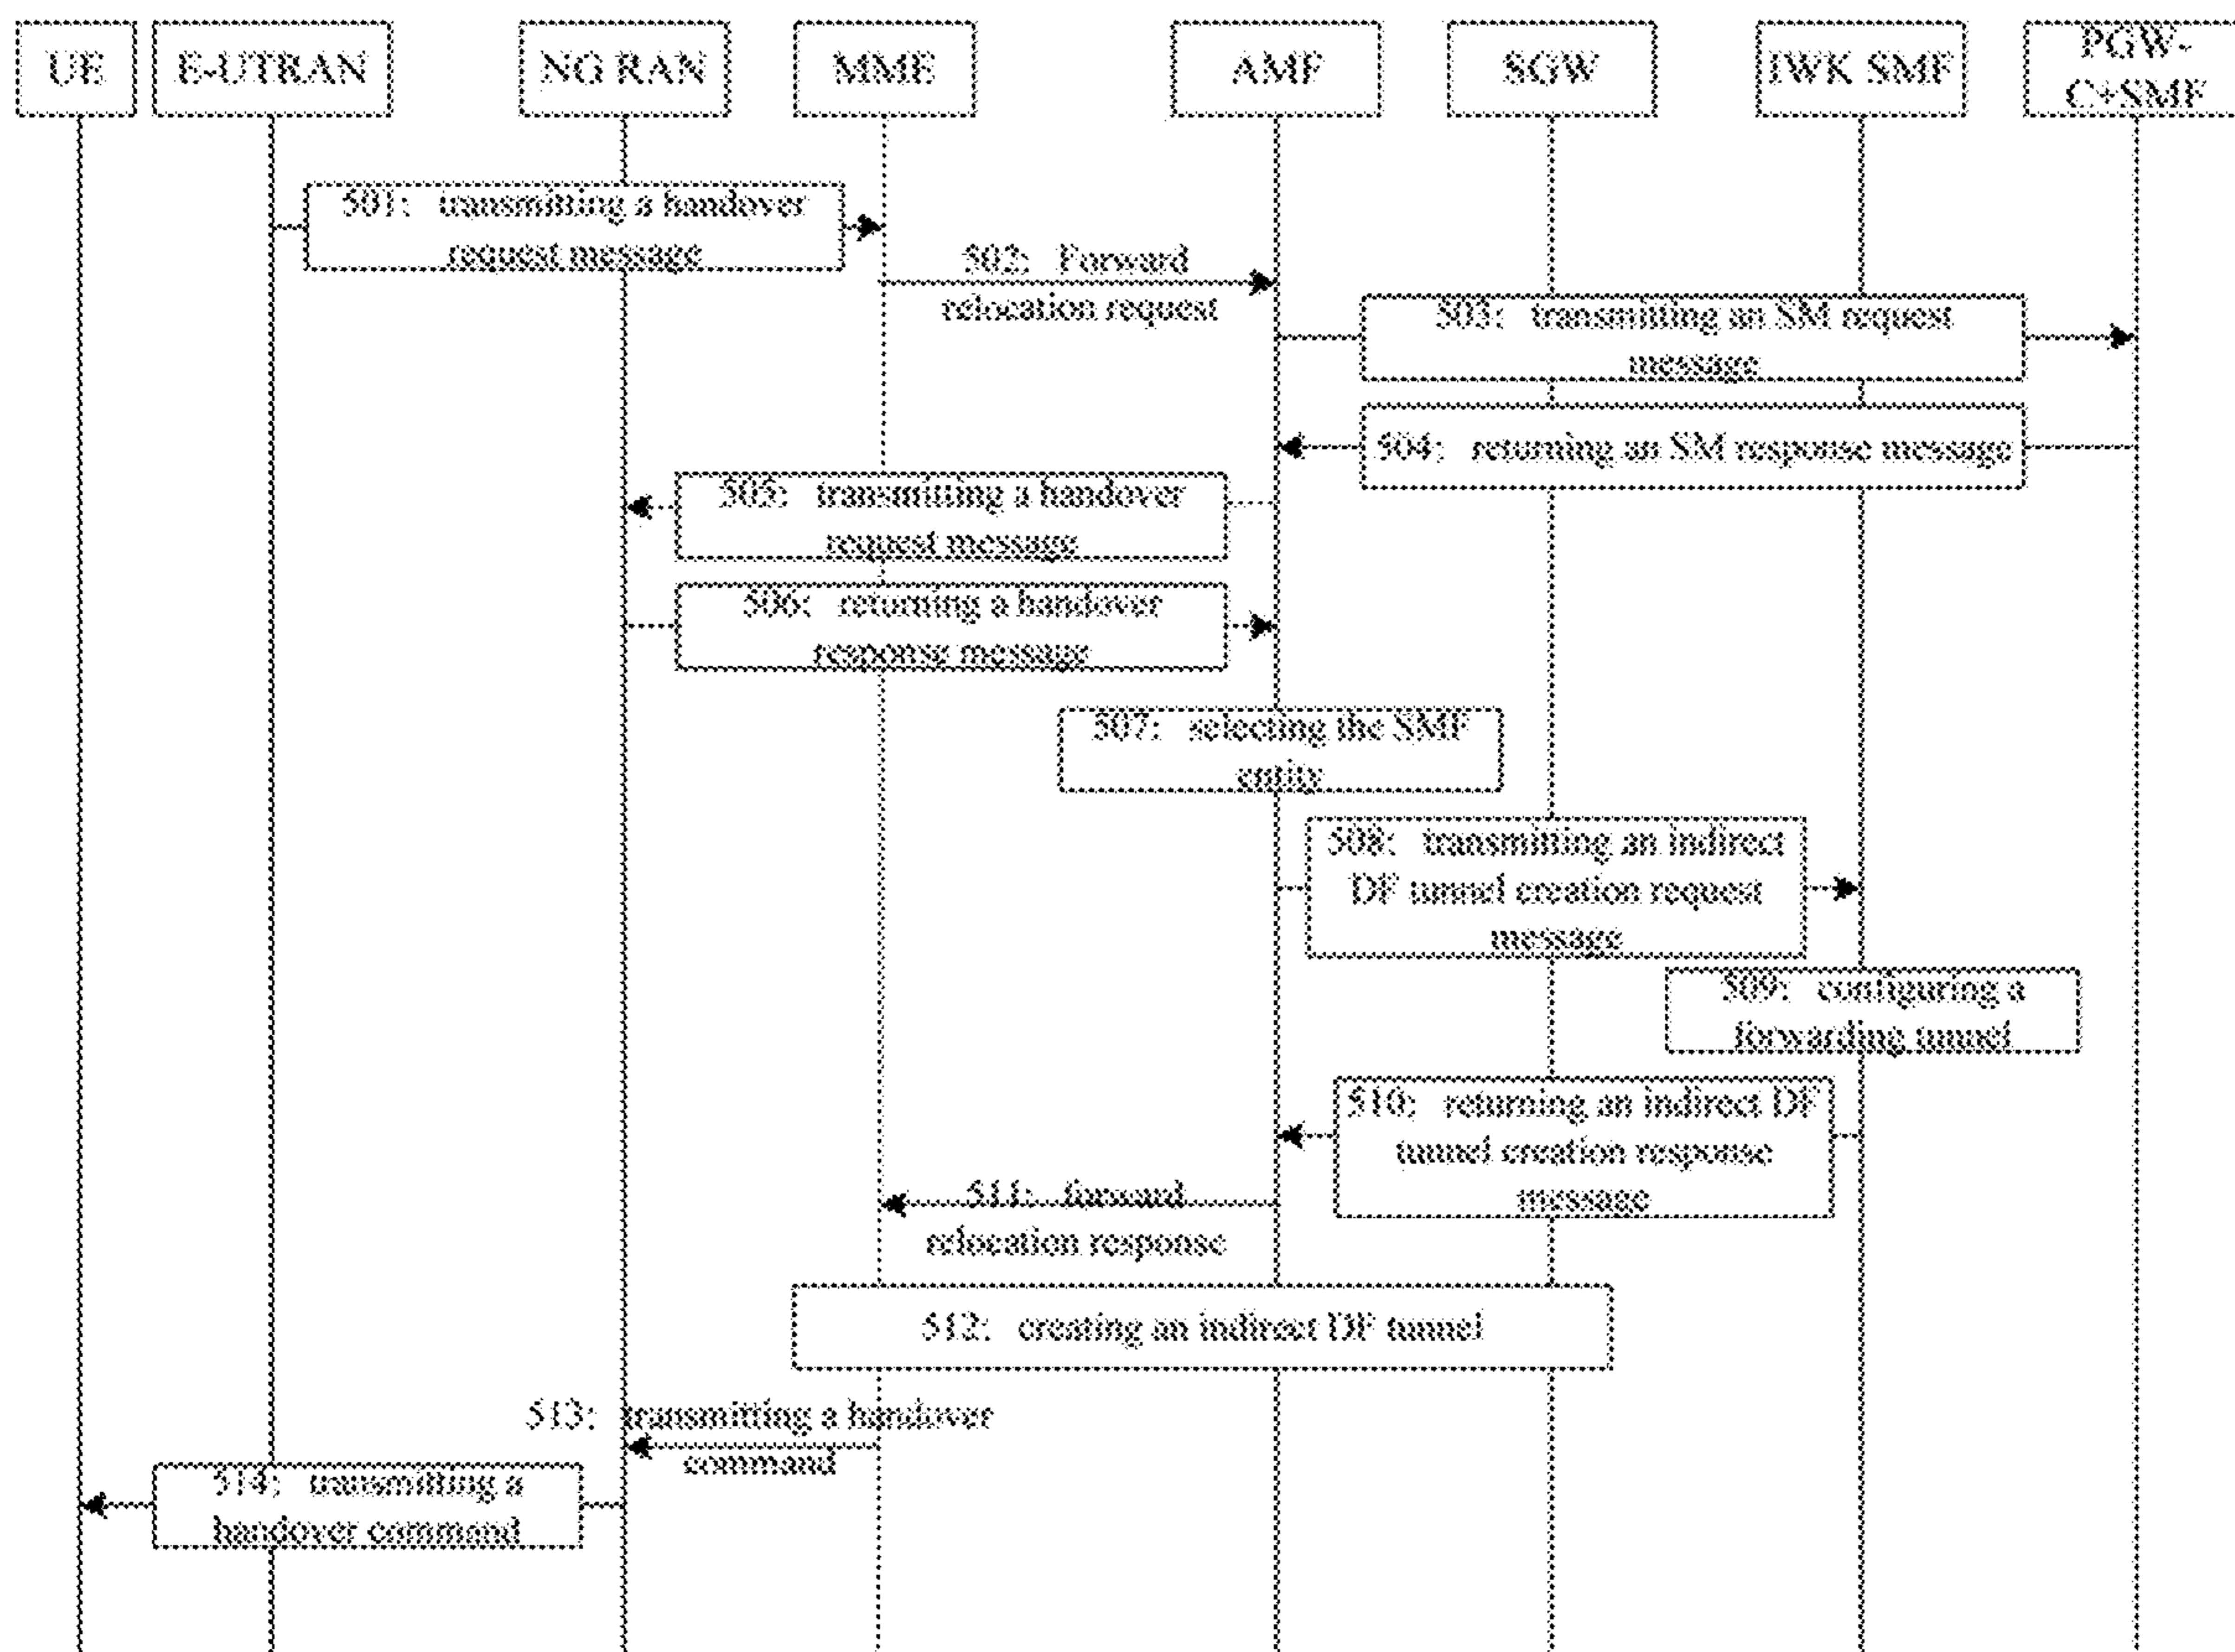 UE
E-UTRAN
NG RAN
MME
AMF
SGW
IWK SMF
PGW-
C+SMF
501: transmitting a handover
request message
502: Forward
relocation request
503: transmitting an SM request
message
504: returning an SM response message
505: transmitting a handover
request message
506: returning a handover
response message
507: selecting the SMF
entity
508: transmitting an indirect
DF tunnel creation request
message
509: configuring a
forwarding tunnel
510: returning an indirect DF
tunnel creation response
message
511: forward
relocation response
512: creating an indirect DF tunnel
513: transmitting a handover
command
514: transmitting a
handover command